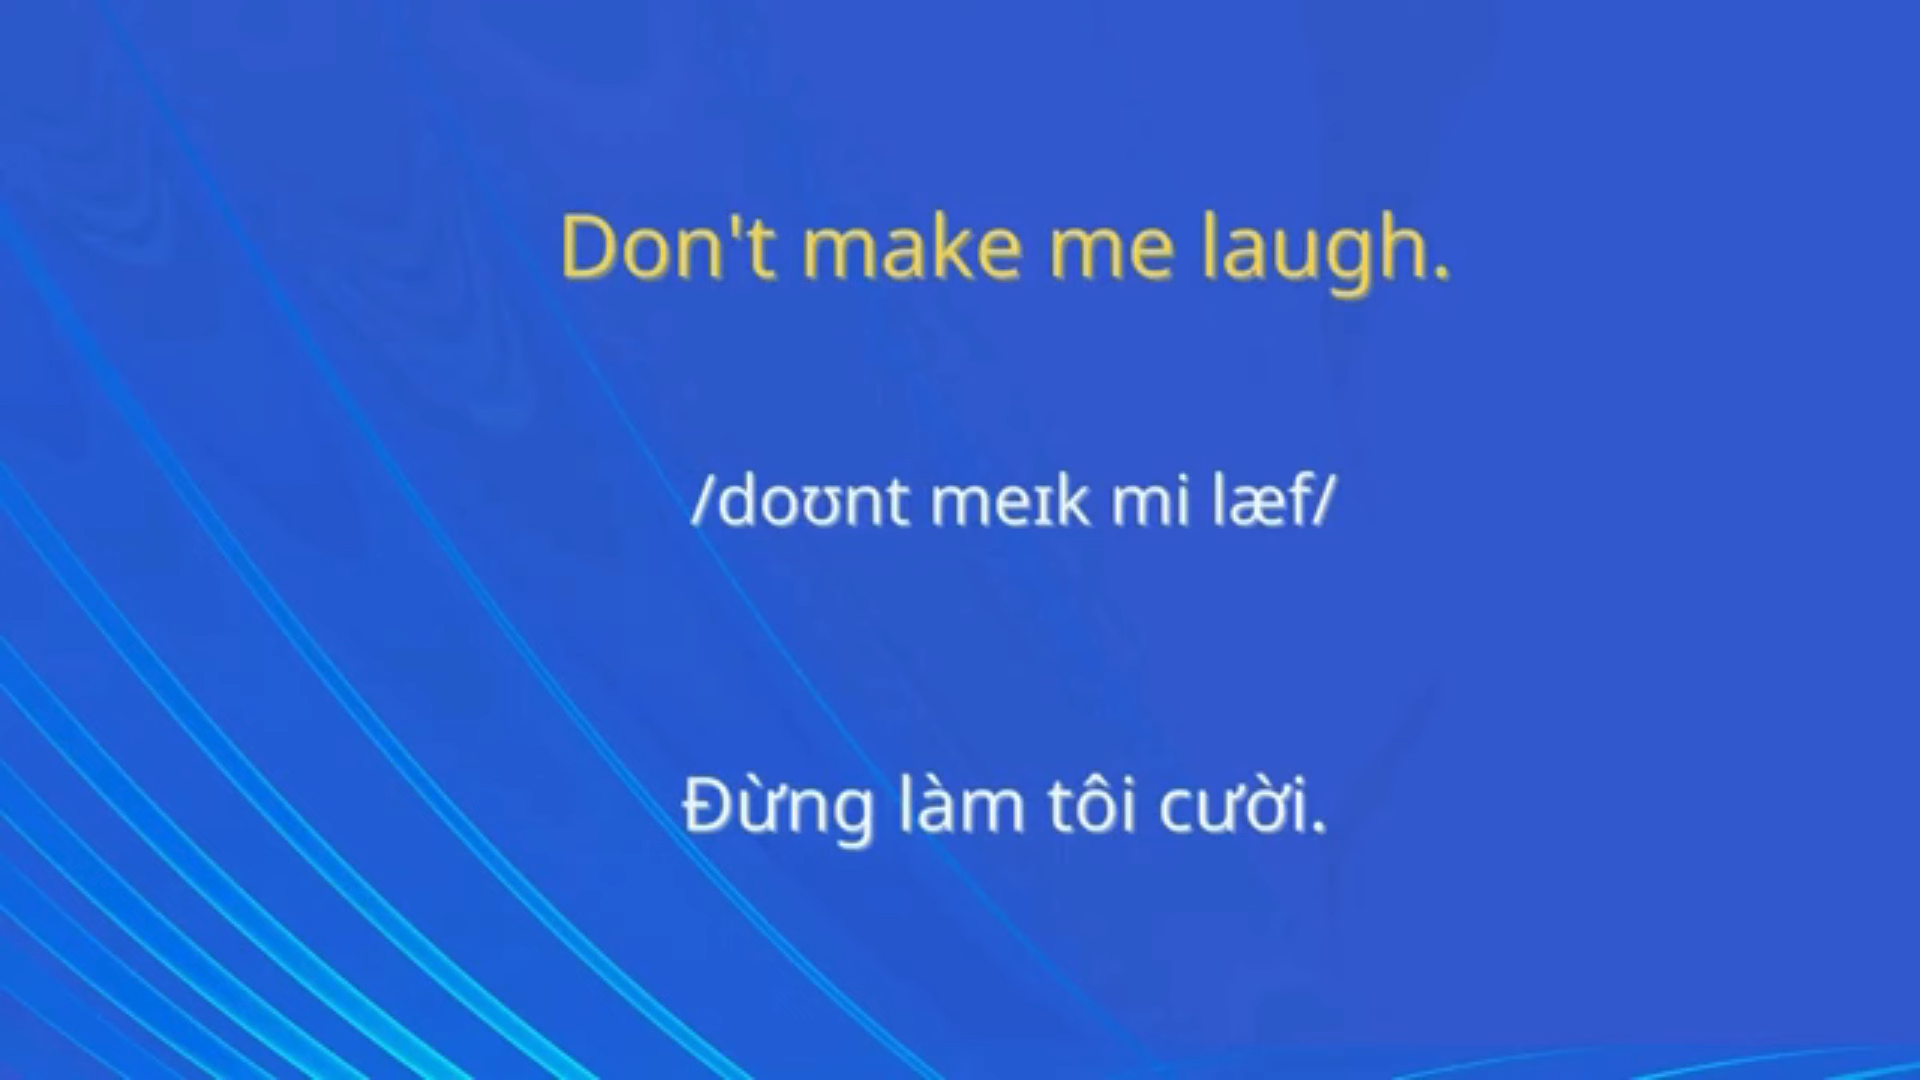 Don't make me laugh.
/doʊnt meɪk mi læf/
Đừng làm tôi cười.